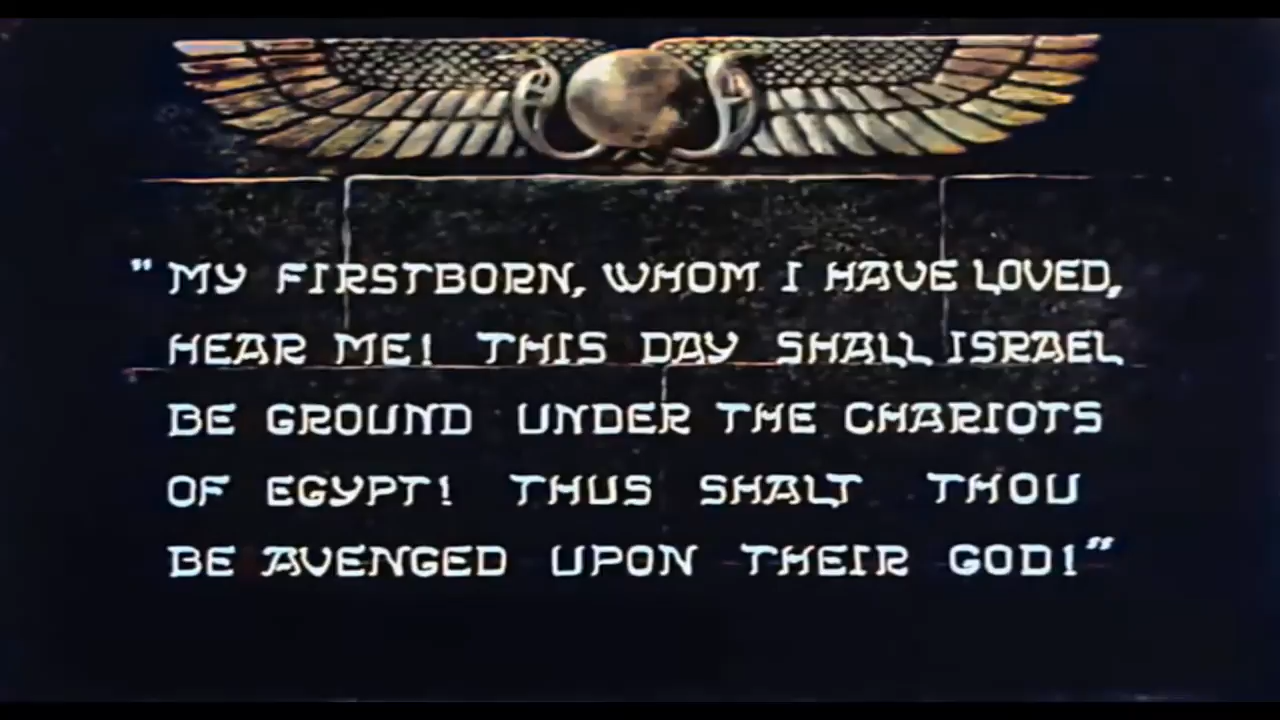 "MY FIRSTBORN, WHOM I HAVE LOVED,
HEAR ME! THIS DAY SHALL ISRAEL
BE GROUND UNDER THE CHARIOTS
OF EGYPT! THUS SHALT THOU
BE AVENGED UPON THEIR GOD!"